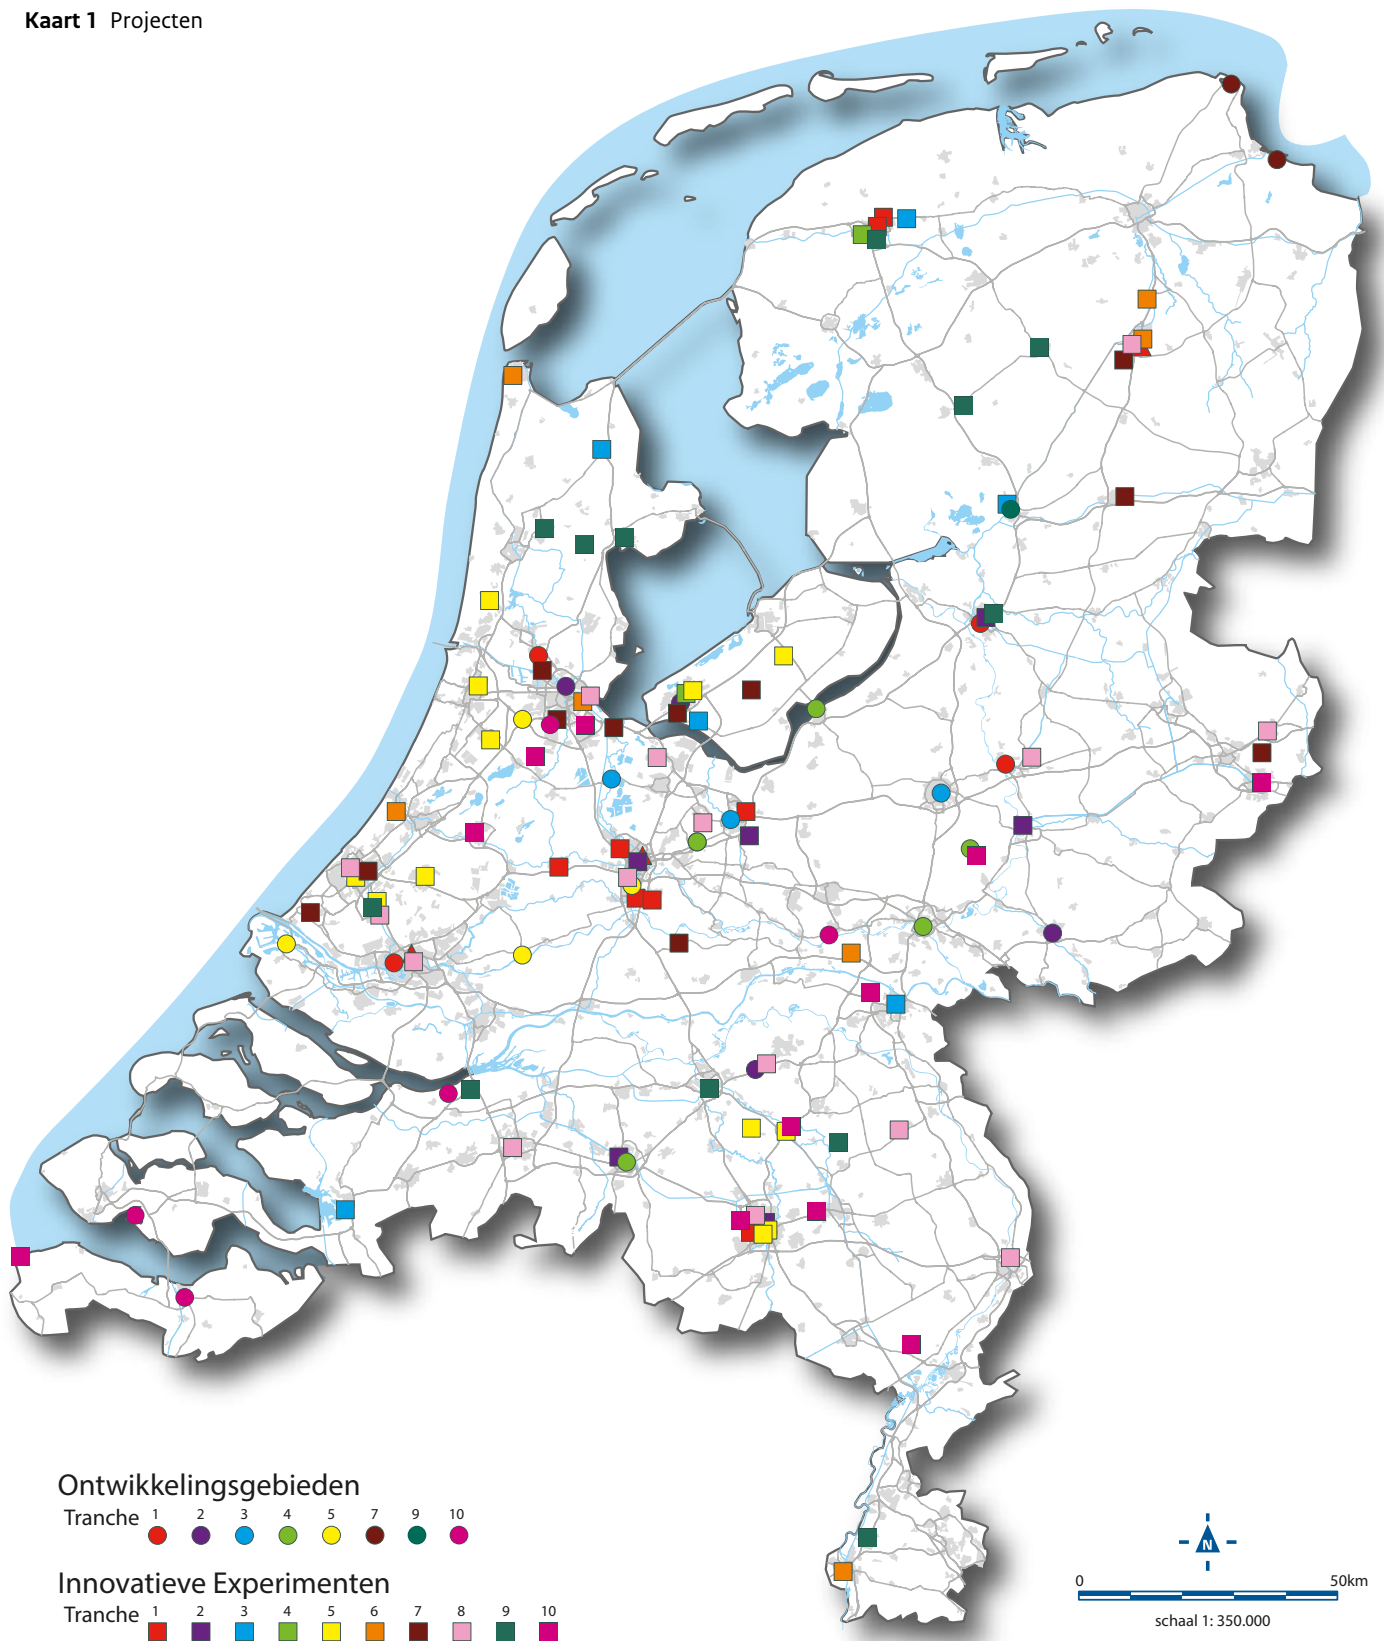 Kaart 1 Projecten
Ontwikkelingsgebieden
Tranche 1 2 3 4 5 7 9 10
Innovatieve Experimenten
Tranche 1 2 3 4 5 6 7 8 9 10
N
0 50km
schaal 1: 350.000